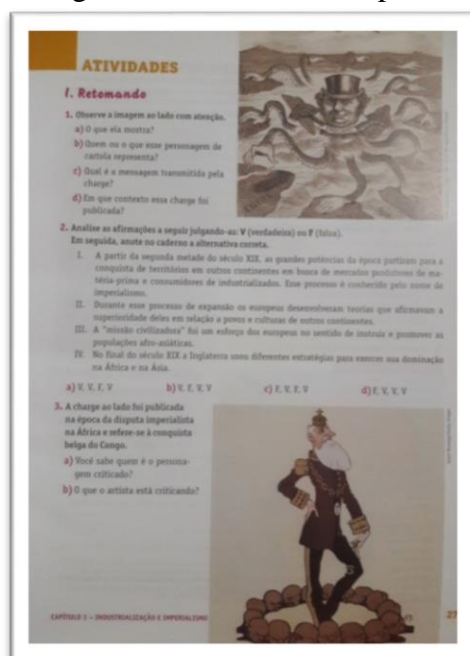 ATIVIDADES
I. Retomando
1. Observe a imagem ao lado com atenção.
a) O que ela mostra?
b) Quem ou o que esse personagem de
cartola representa?
c) Qual é a mensagem transmitida pela
charge?
d) Em que contexto essa charge foi
publicada?
2. Analise as afirmações a seguir julgando-as: V (verdadeira) ou F (falsa).
Em seguida, anote no caderno a alternativa correta.
I. A partir da segunda metade do século XIX, as grandes potências da época partiram para a
conquista de territórios em outros continentes em busca de mercados produtores de ma-
téria-prima e consumidores de industrializados. Esse processo é conhecido pelo nome de
imperialismo.
II. Durante esse processo de expansão os europeus desenvolveram teorias que afirmavam a
superioridade deles em relação a povos e culturas de outros continentes.
III. A "missão civilizadora" foi um esforço dos europeus no sentido de instruir e promover as
populações afro-asiáticas.
IV. No final do século XIX a Inglaterra usou diferentes estratégias para exercer sua dominação
na África e na Ásia.
a) V, V, F, V
b) V, F, V, V
c) F, V, F, V
d) F, V, V, V
3. A charge ao lado foi publicada
na época da disputa imperialista
na África e refere-se à conquista
belga do Congo.
a) Você sabe quem é o persona-
gem criticado?
b) O que o artista está criticando?
CAPÍTULO 1 – INDUSTRIALIZAÇÃO E IMPERIALISMO
27